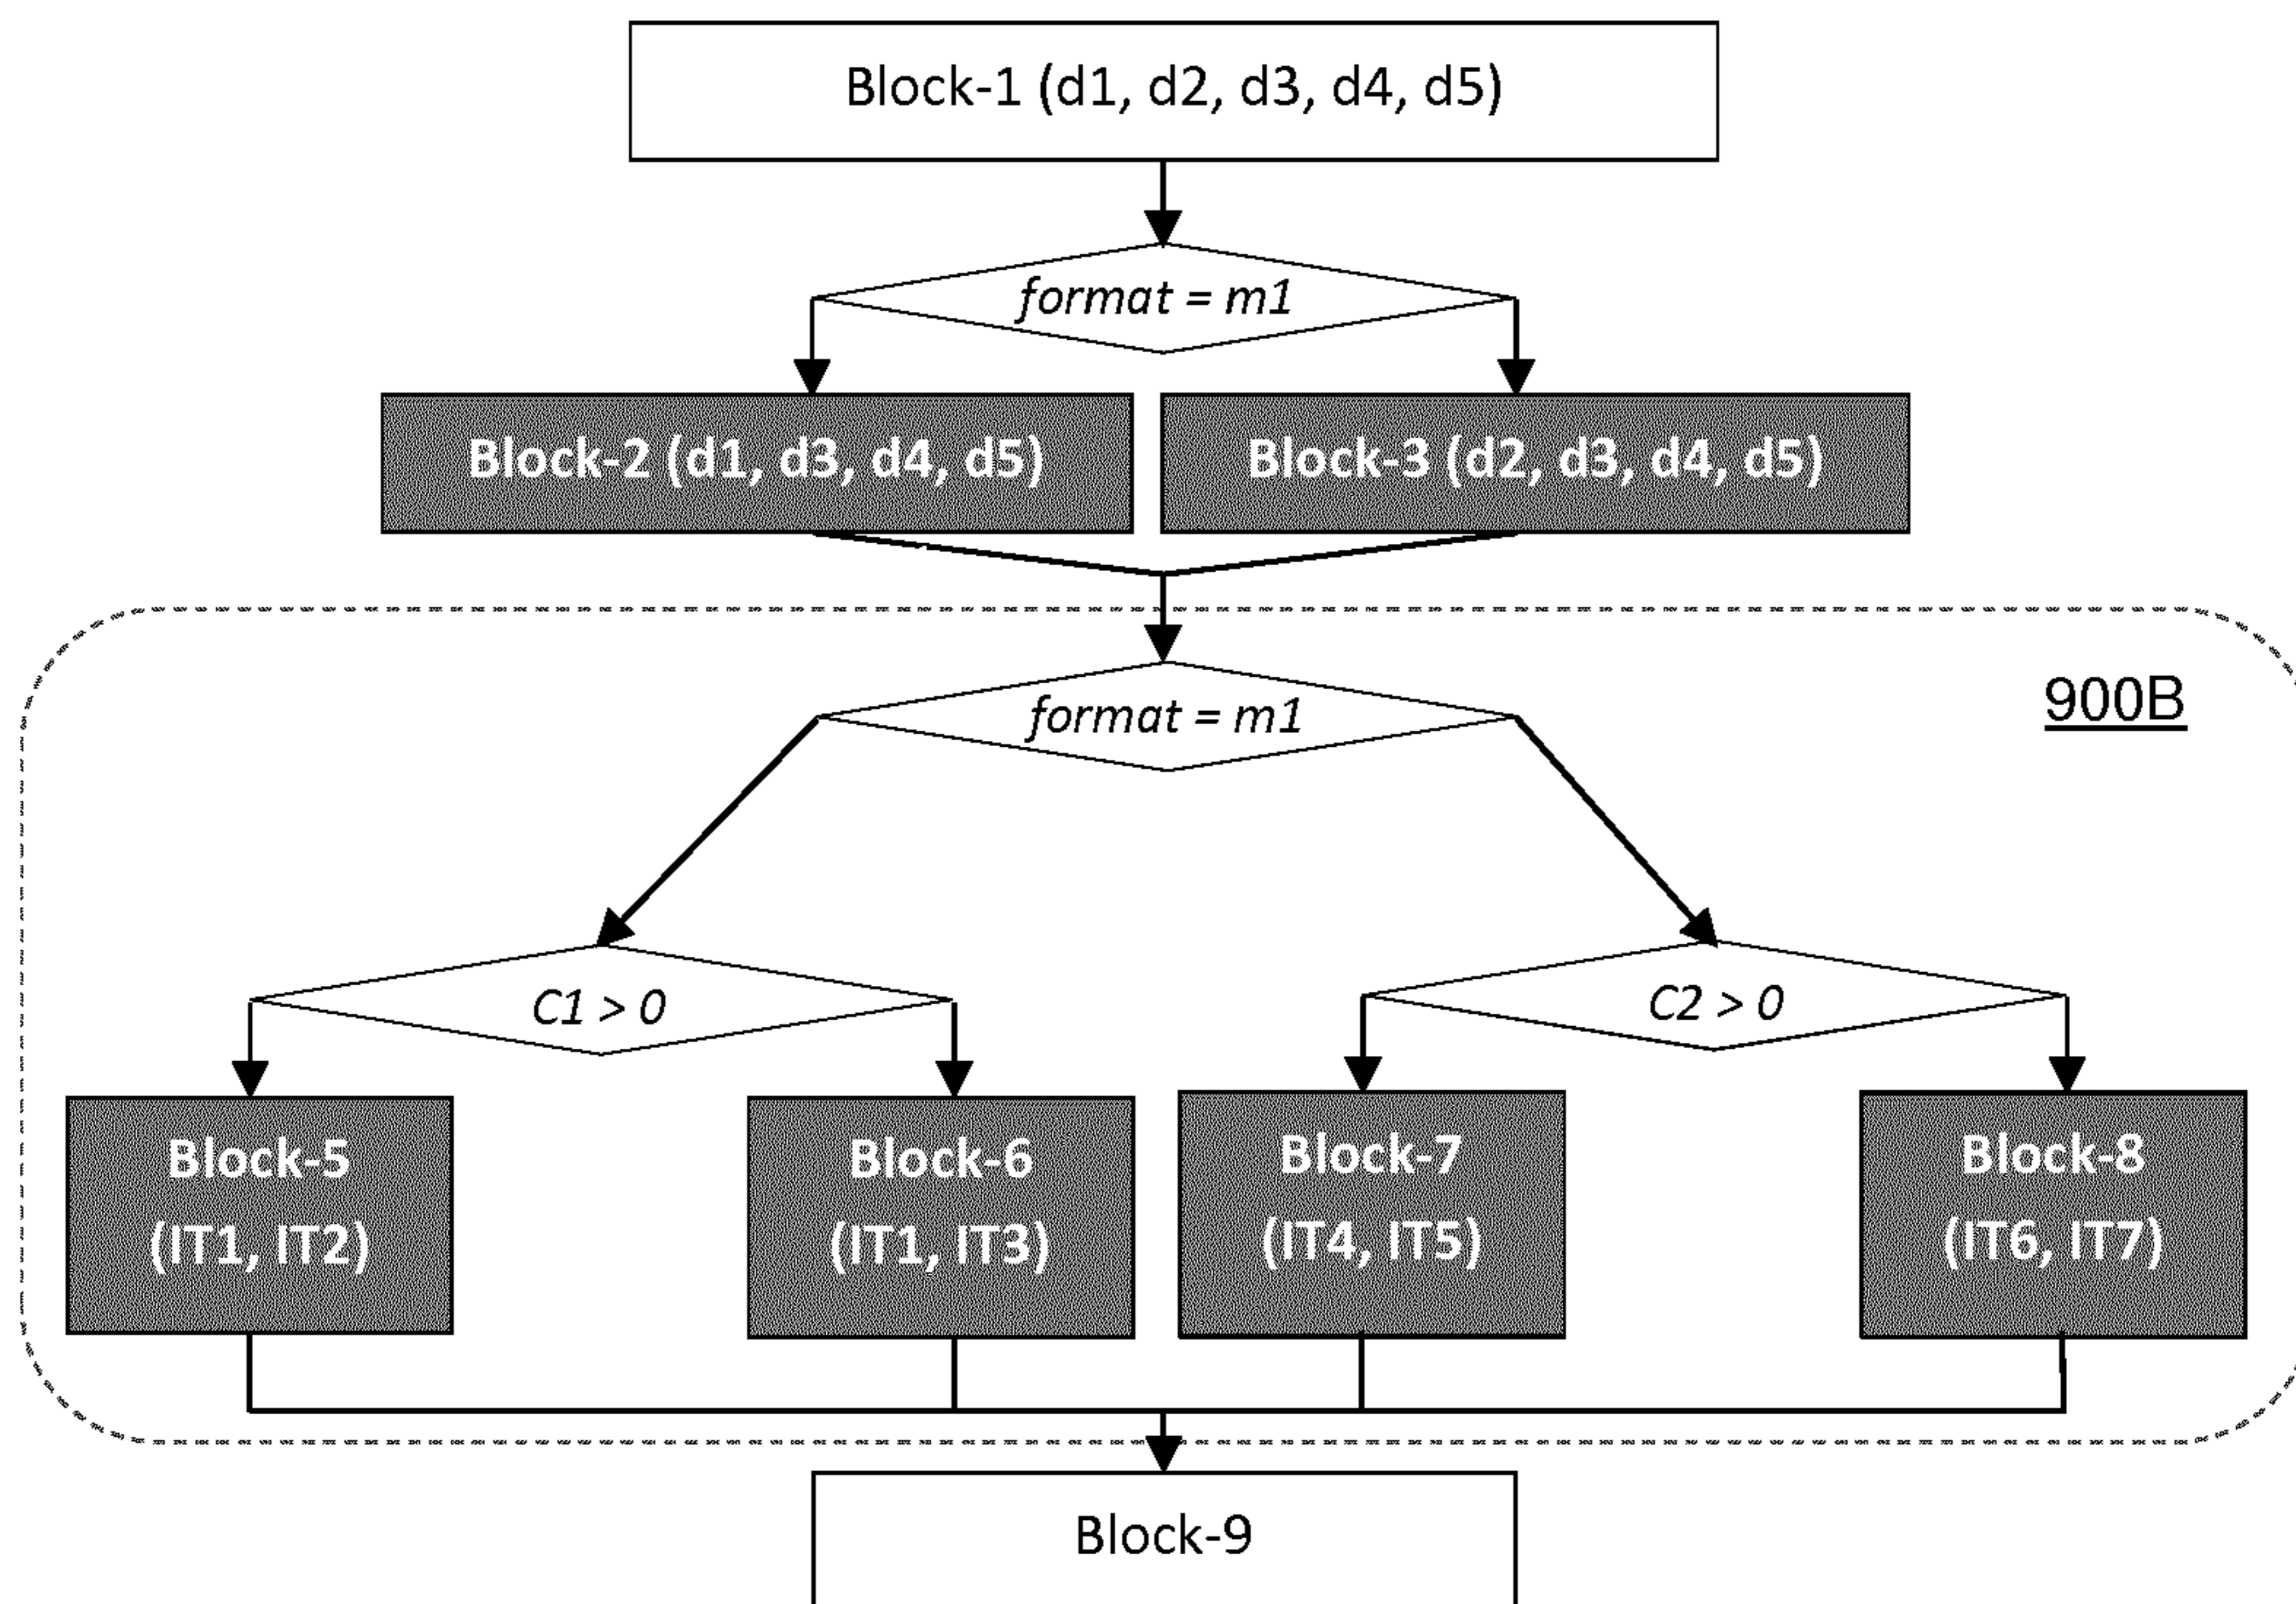 Block-1 (d1, d2, d3, d4, d5)
format = m1
Block-2 (d1, d3, d4, d5)
Block-3 (d2, d3, d4, d5)
format = m1
900B
C1 > 0
C2 > 0
Block-5
(IT1, IT2)
Block-6
(IT1, IT3)
Block-7
(IT4, IT5)
Block-8
(IT6, IT7)
Block-9